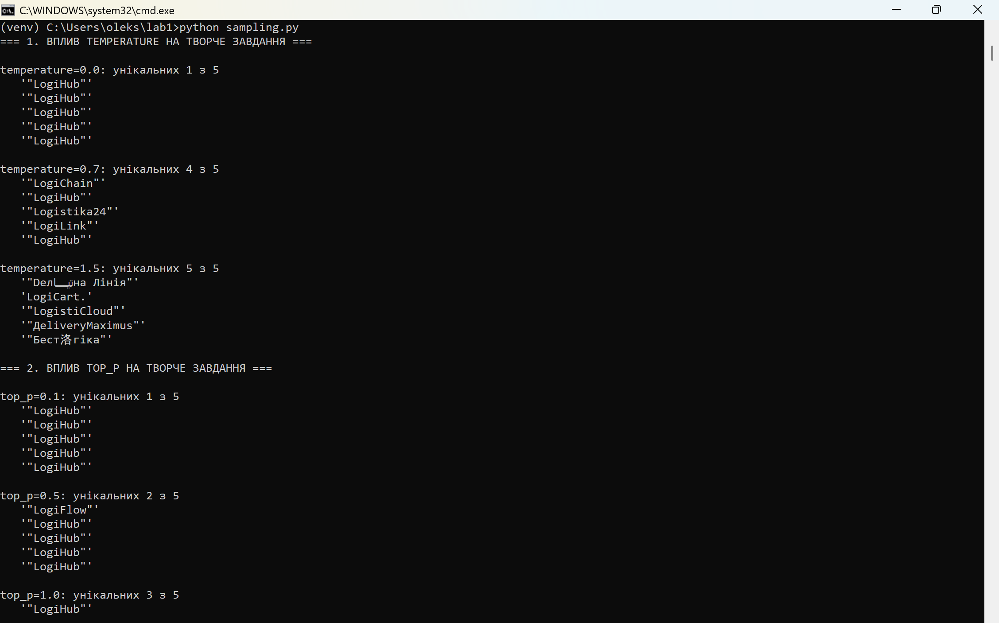 C:\WINDOWS\system32\cmd.exe
(venv) C:\Users\oleks\lab1>python sampling.py
=== 1. ВПЛИВ TEMPERATURE НА ТВОРЧЕ ЗАВДАННЯ ===
temperature=0.0: унікальних 1 з 5
'"LogiHub"'
'"LogiHub"'
'"LogiHub"'
'"LogiHub"'
'"LogiHub"'
temperature=0.7: унікальних 4 з 5
'"LogiChain"'
'"LogiHub"'
'"Logistika24"'
'"LogiLink"'
'"LogiHub"'
temperature=1.5: унікальних 5 з 5
Лінія"'
'LogiCart.'
'"LogistiCloud"'
'"ДeliveryMaximus"'
'"Бест洛гіка"'
=== 2. ВПЛИВ TOP_P НА ТВОРЧЕ ЗАВДАННЯ ===
top_p=0.1: унікальних 1 з 5
'"LogiHub"'
'"LogiHub"'
'"LogiHub"'
'"LogiHub"'
'"LogiHub"'
top_p=0.5: унікальних 2 з 5
'"LogiFlow"'
'"LogiHub"'
'"LogiHub"'
'"LogiHub"'
'"LogiHub"'
top_p=1.0: унікальних 3 з 5
'"LogiHub"'